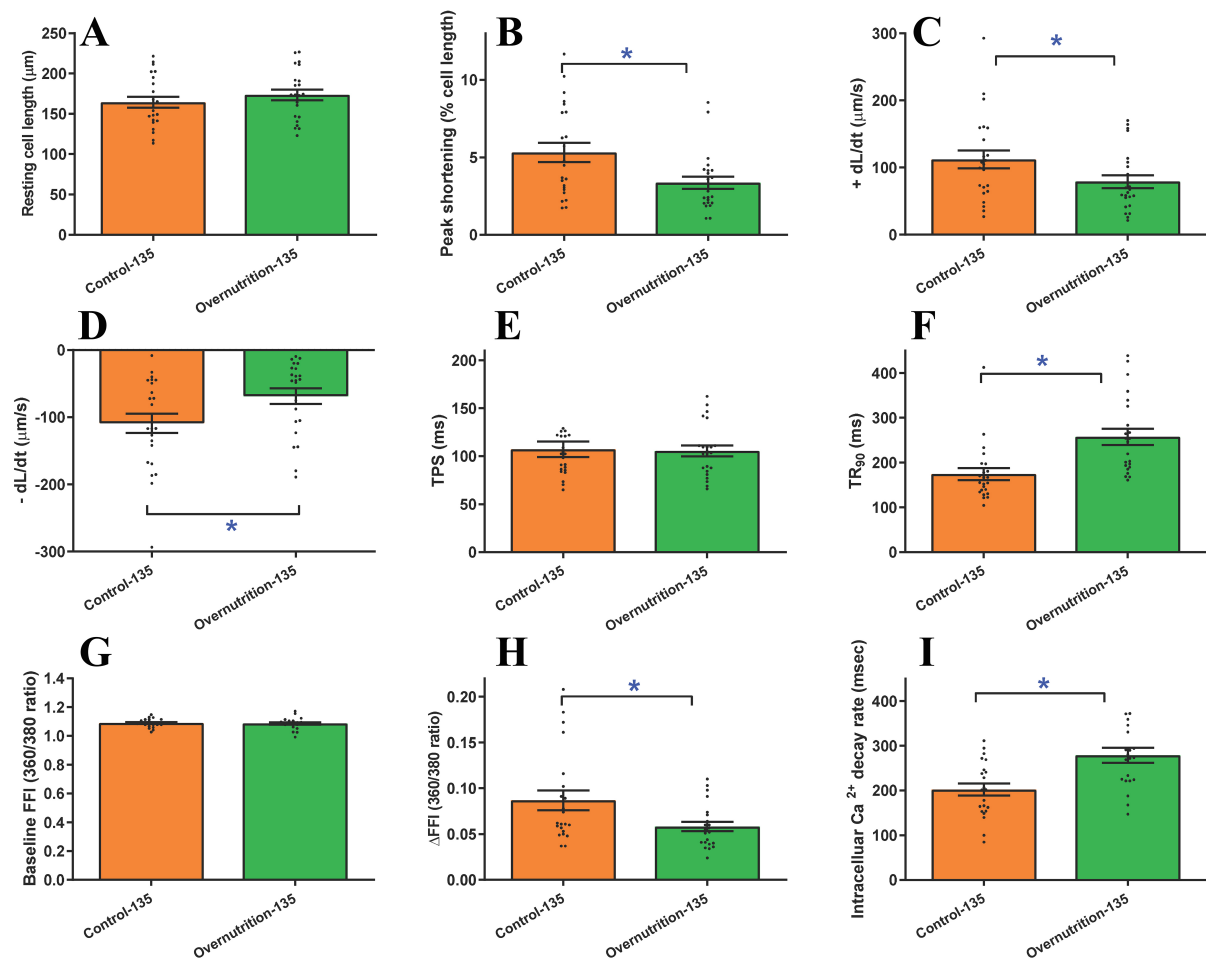 A
Resting cell length (μm)
250
200
150
100
50
0
Control-135
Overnutrition-135
B
Peak shortening (% cell length)
10
5
0
*
Control-135
Overnutrition-135
C
+ dL/dt (μm/s)
300
200
100
0
*
Control-135
Overnutrition-135
D
- dL/dt (μm/s)
0
-100
-200
-300
*
Control-135
Overnutrition-135
E
TPS (ms)
200
150
100
50
0
Control-135
Overnutrition-135
F
TR90 (ms)
400
300
200
100
0
*
Control-135
Overnutrition-135
G
Baseline FFI (360/380 ratio)
1.4
1.2
1.0
0.8
0.6
0.4
0.2
0.0
Control-135
Overnutrition-135
H
ΔFFI (360/380 ratio)
0.20
0.15
0.10
0.05
0.00
*
Control-135
Overnutrition-135
I
Intracelluar Ca 2+ decay rate (msec)
400
300
200
100
0
*
Control-135
Overnutrition-135